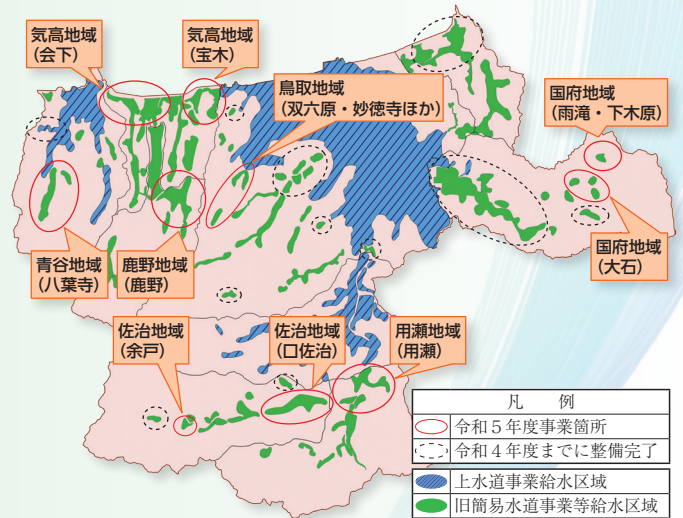 気高地域
(会下)
気高地域
(宝木)
鳥取地域
(双六原・妙徳寺ほか)
国府地域
(雨滝・下木原)
青谷地域
(八葉寺)
鹿野地域
(鹿野)
国府地域
(大石)
佐治地域
(余戸)
佐治地域
(口佐治)
用瀬地域
(用瀬)
凡 例
令和５年度事業箇所
令和４年度までに整備完了
上水道事業給水区域
旧簡易水道事業等給水区域